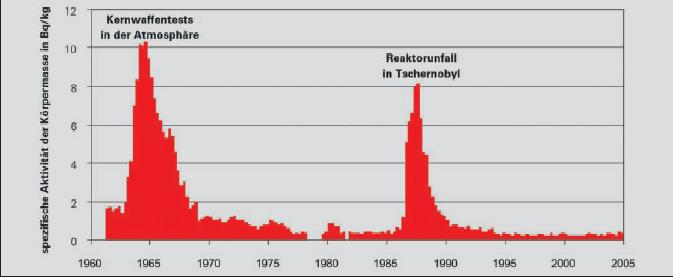 spezifische Aktivität der Körpermasse in Bq/kg
12
10
8
6
4
2
0
Kernwaffentests
in der Atmosphäre
Reaktorunfall
in Tschernobyl
1960 1965 1970 1975 1980 1985 1990 1995 2000 2005